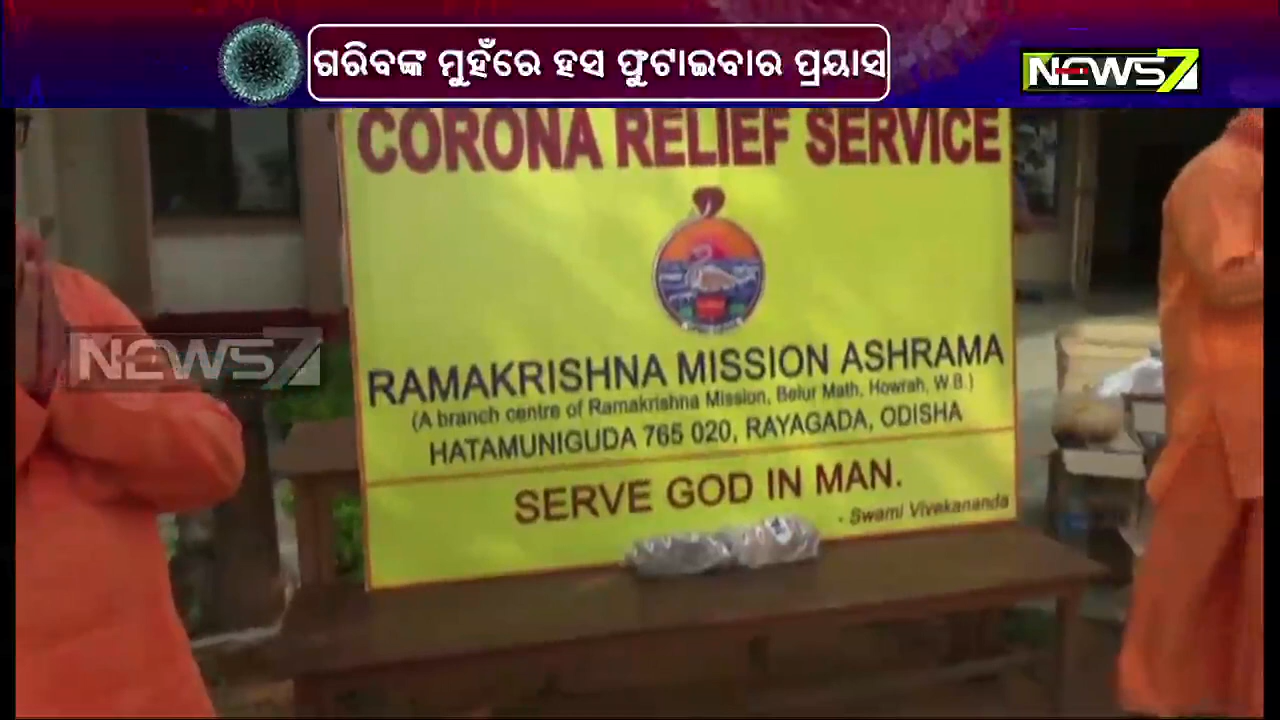 ଗରିବଙ୍କ ମୁହଁରେ ହସ ଫୁଟାଇବାର ପ୍ରୟାସ
NEWS7
CORONA RELIEF SERVICE
NEWS7
RAMAKRISHNA MISSION ASHRAMA
(A branch centre of Ramakrishna Mission, Belur Math, Howrah, W.B.)
HATAMUNIGUDA 765 020, RAYAGADA, ODISHA
SERVE GOD IN MAN.
- Swami Vivekananda